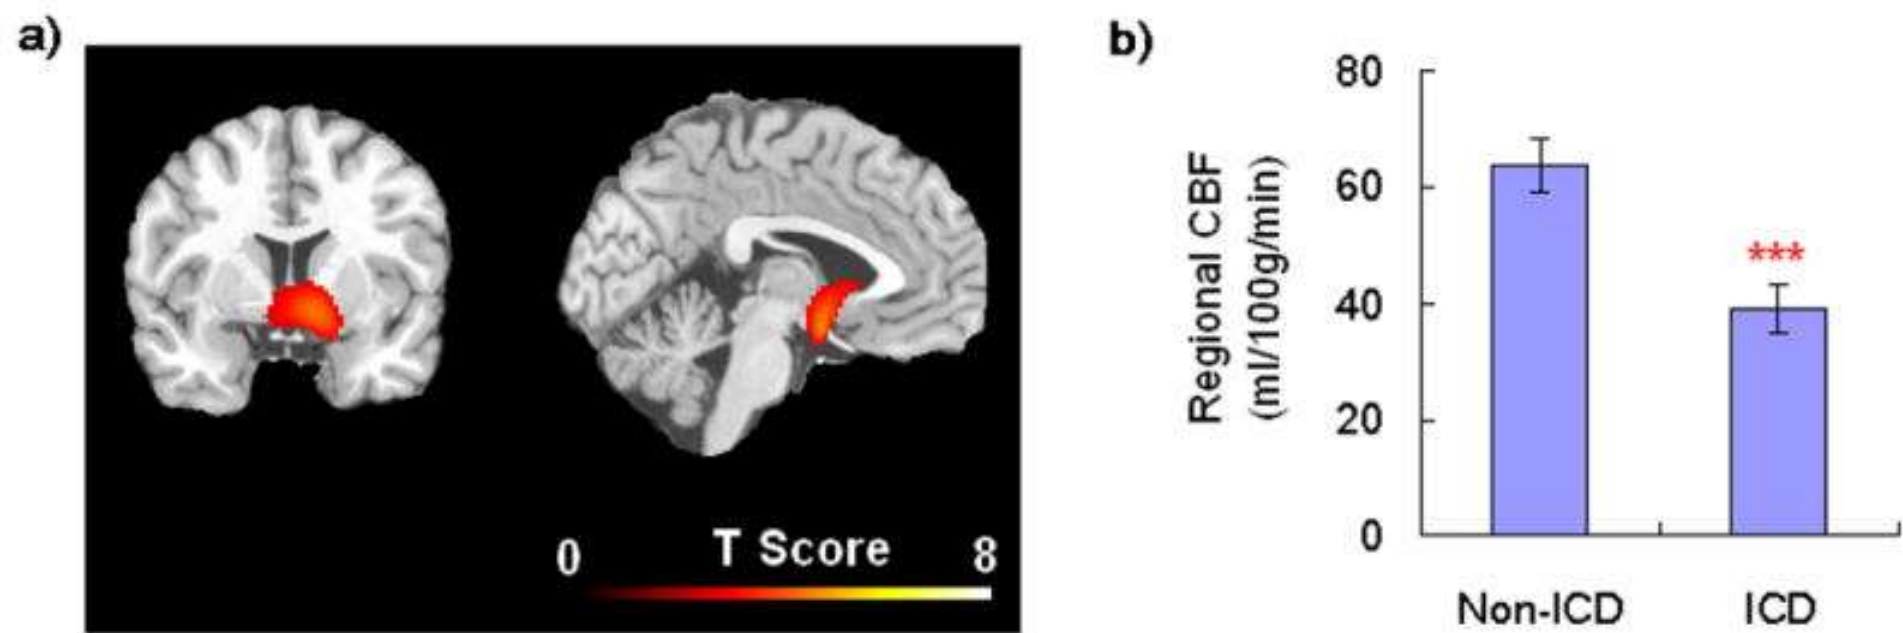 a)
0 T Score 8
b)
Regional CBF
(ml/100g/min)
80
60
40
20
0
***
Non-ICD ICD